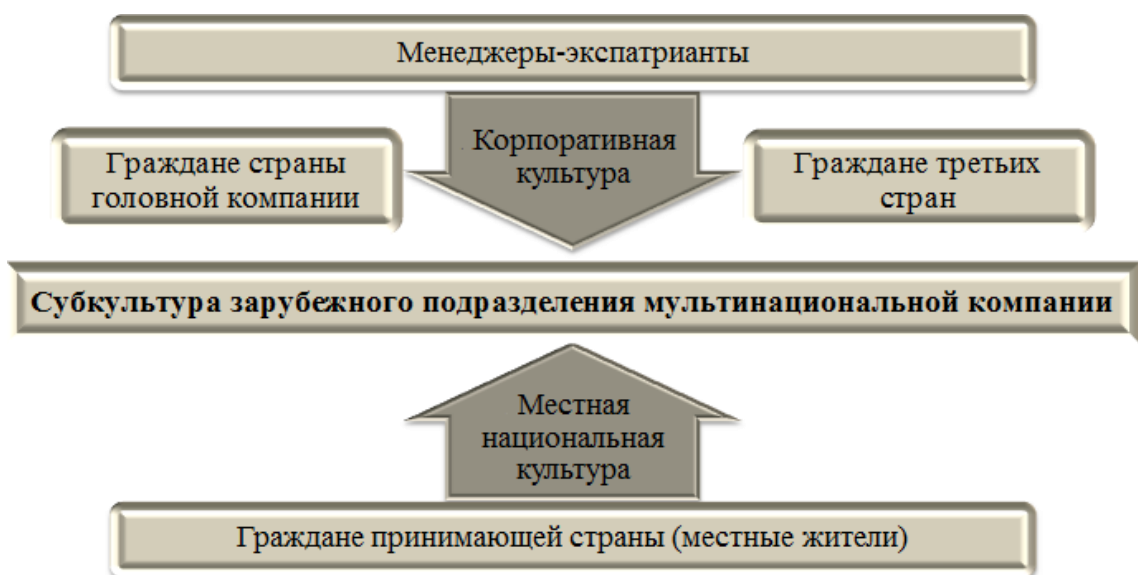 Менеджеры-экспатрианты
Корпоративная
культура
Граждане страны
головной компании
Граждане третьих
стран
Субкультура зарубежного подразделения мультинациональной компании
Местная
национальная
культура
Граждане принимающей страны (местные жители)